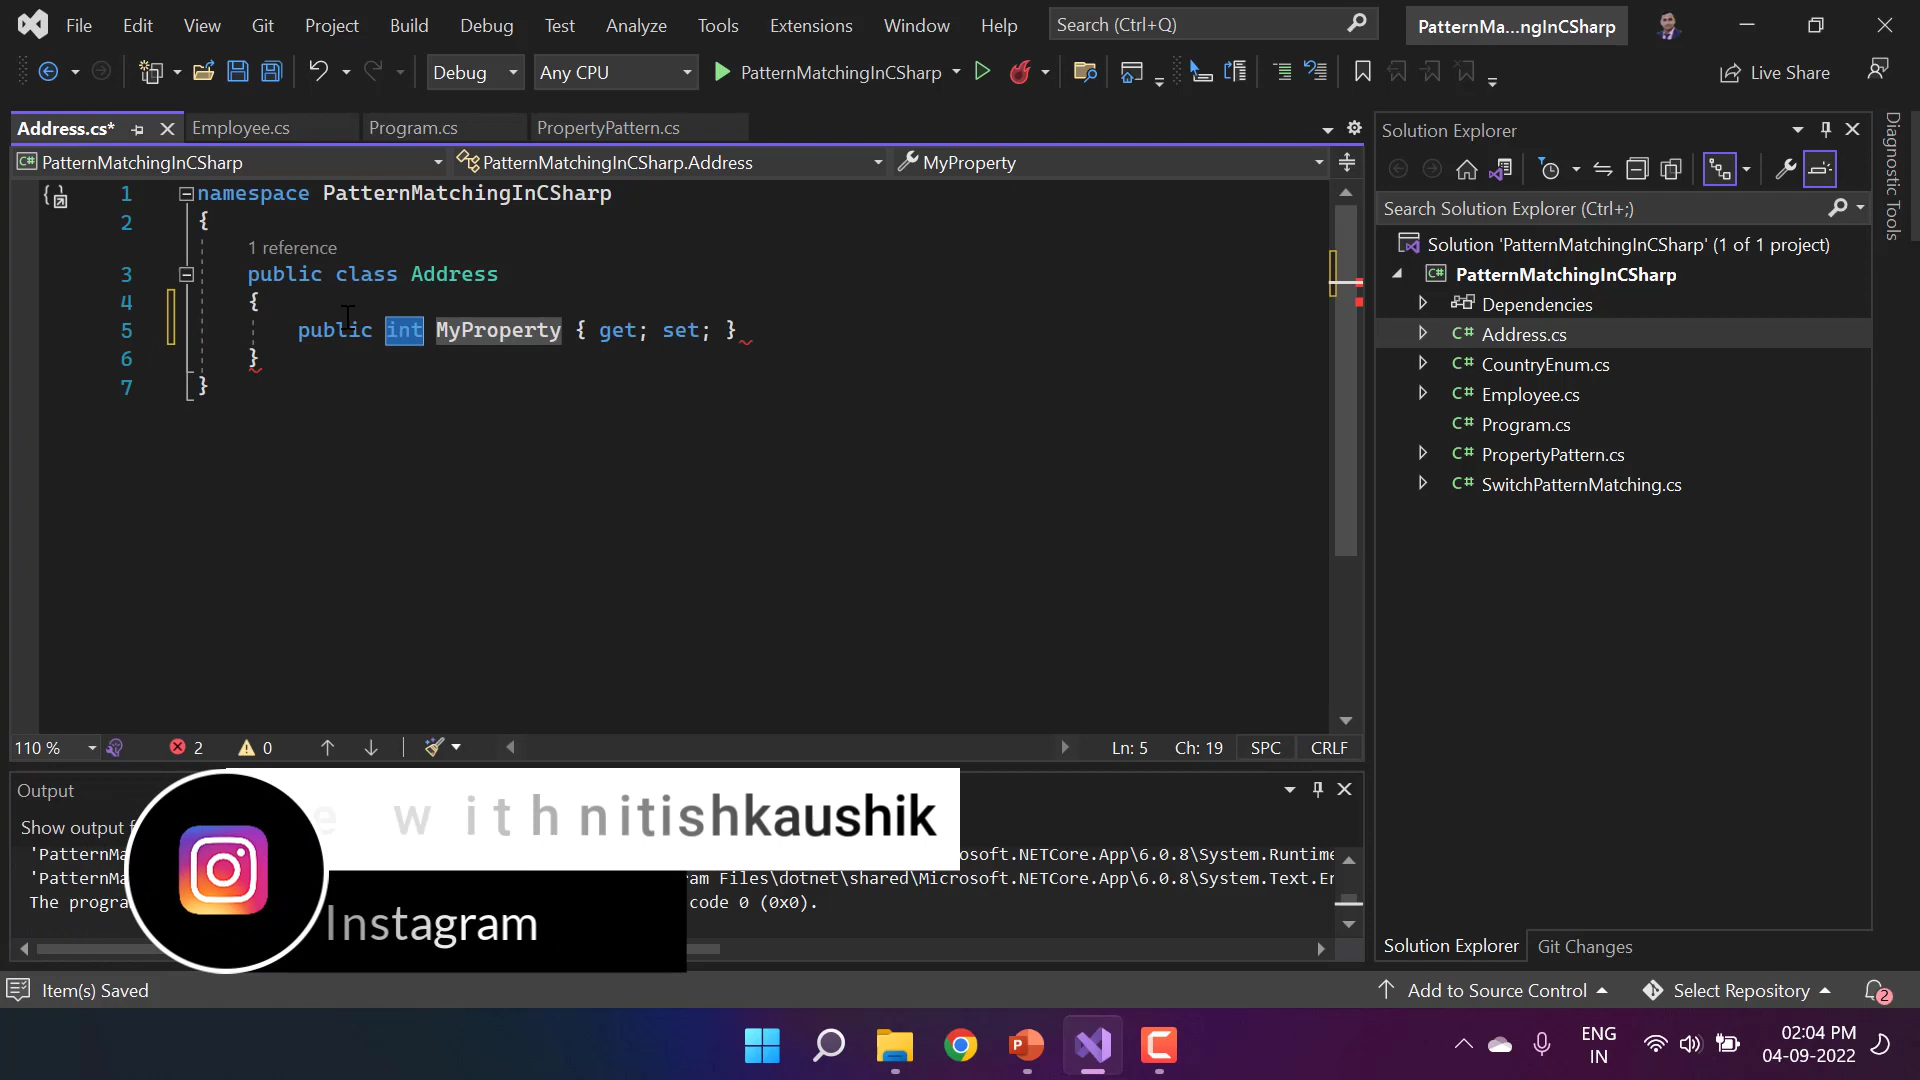 File Edit View Git Project Build Debug Test Analyze Tools Extensions Window Help Search (Ctrl+Q) PatternMa...ngInCSharp
Debug Any CPU PatternMatchingInCSharp Live Share
Address.cs* Employee.cs Program.cs PropertyPattern.cs
C# PatternMatchingInCSharp PatternMatchingInCSharp.Address MyProperty
1 namespace PatternMatchingInCSharp
2 {
1 reference
3 public class Address
4 {
5 public int MyProperty { get; set; }
6 }
7 }
110 % 2 0 Ln: 5 Ch: 19 SPC CRLF
Output
Show output f
'PatternMa osoft.NETCore.App\6.0.8\System.Runtime
'PatternMa am Files\dotnet\shared\Microsoft.NETCore.App\6.0.8\System.Text.En
The progra code 0 (0x0).
e withnitishkaushik
Instagram
Solution Explorer
Search Solution Explorer (Ctrl+;)
Solution 'PatternMatchingInCSharp' (1 of 1 project)
C# PatternMatchingInCSharp
Dependencies
C# Address.cs
C# CountryEnum.cs
C# Employee.cs
C# Program.cs
C# PropertyPattern.cs
C# SwitchPatternMatching.cs
Solution Explorer Git Changes
Diagnostic Tools
Item(s) Saved Add to Source Control Select Repository 2
ENG
IN
02:04 PM
04-09-2022